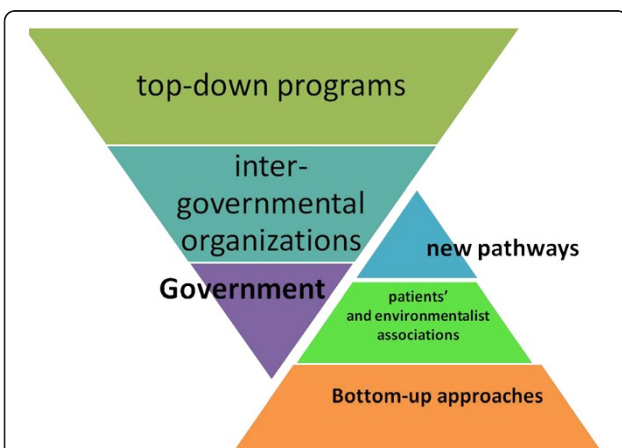 top-down programs
inter-
governmental
organizations
Government
new pathways
patients'
and environmentalist
associations
Bottom-up approaches